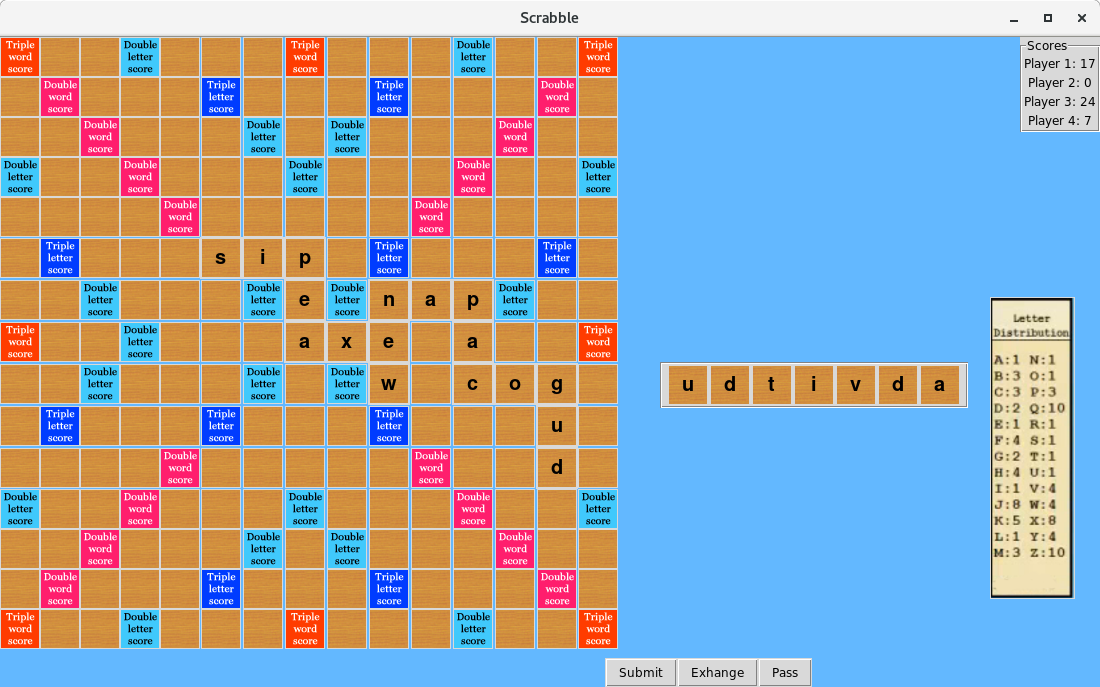 Scrabble
Triple Double Triple Double Triple
word letter word letter word
score score score score score
Double Triple Triple Double
word letter letter word
score score score score
Double Double Double Double
word letter letter word
score score score score
Double Double Double Double Double
letter word letter word letter
score score score score score
Double Double
word word
score score
Triple Triple Triple
letter s i p letter letter
score score score
Double Double Double Double
letter letter e letter n a p letter
score score score score
Triple Double Triple
word letter a x e a word
score score score
Double Double Double
letter letter letter w c o g
score score score
Triple Triple Triple
letter letter letter u
score score score
Double Double
word word d
score score
Double Double Double Double Double
letter word letter word letter
score score score score score
Double Double Double Double
word letter letter word
score score score score
Double Triple Triple Double
word letter letter word
score score score score
Triple Double Triple Double Triple
word letter word letter word
score score score score score
Scores
Player 1: 17
Player 2: 0
Player 3: 24
Player 4: 7
u d t i v d a
Letter
Distribution
A:1 N:1
B:3 O:1
C:3 P:3
D:2 Q:10
E:1 R:1
F:4 S:1
G:2 T:1
H:4 U:1
I:1 V:4
J:8 W:4
K:5 X:8
L:1 Y:4
M:3 Z:10
Submit Exhange Pass